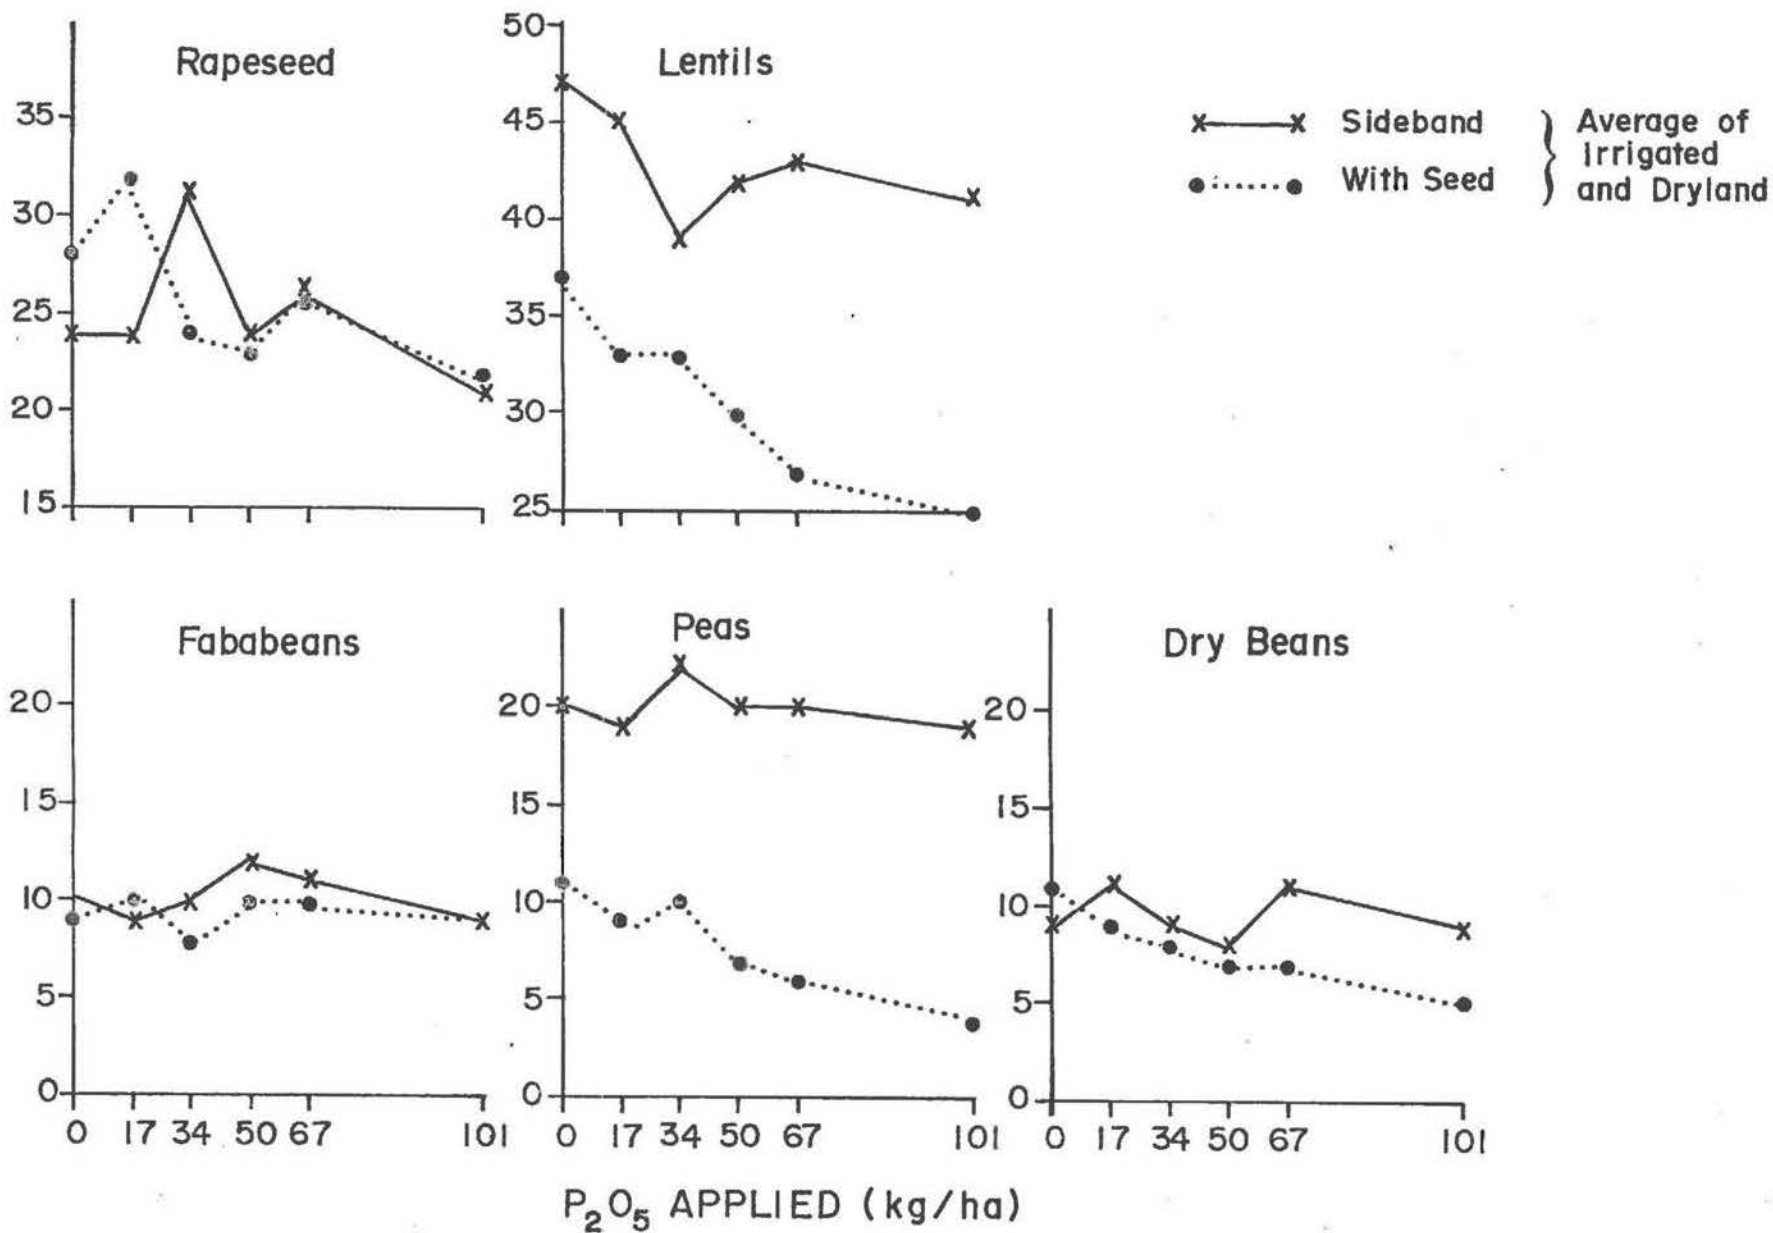 Rapeseed
35
30
25
20
15
Lentils
50
45
40
35
30
25
x——x Sideband
●......● With Seed
} Average of
Irrigated
and Dryland
Fababeans
20
15
10
5
0
0 17 34 50 67 101
Peas
20
15
10
5
0
0 17 34 50 67 101
Dry Beans
20
15
10
5
0
0 17 34 50 67 101
P₂O₅ APPLIED (kg/ha)